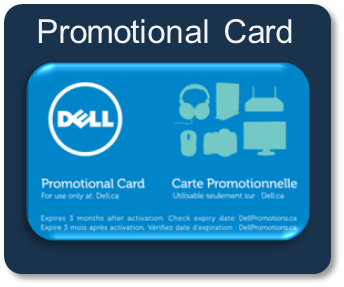 Promotional Card
DELL
Promotional Card
For use only at: Dell.ca
Carte Promotionnelle
Utilisable seulement sur : Dell.ca
Expires 3 months after activation. Check expiry date: DellPromotions.ca
Expire 3 mois après activation. Vérifiez date d'expiration : DellPromotions.ca